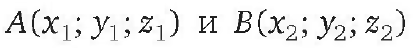 A(x₁; y₁; z₁) и B(x₂; y₂; z₂)